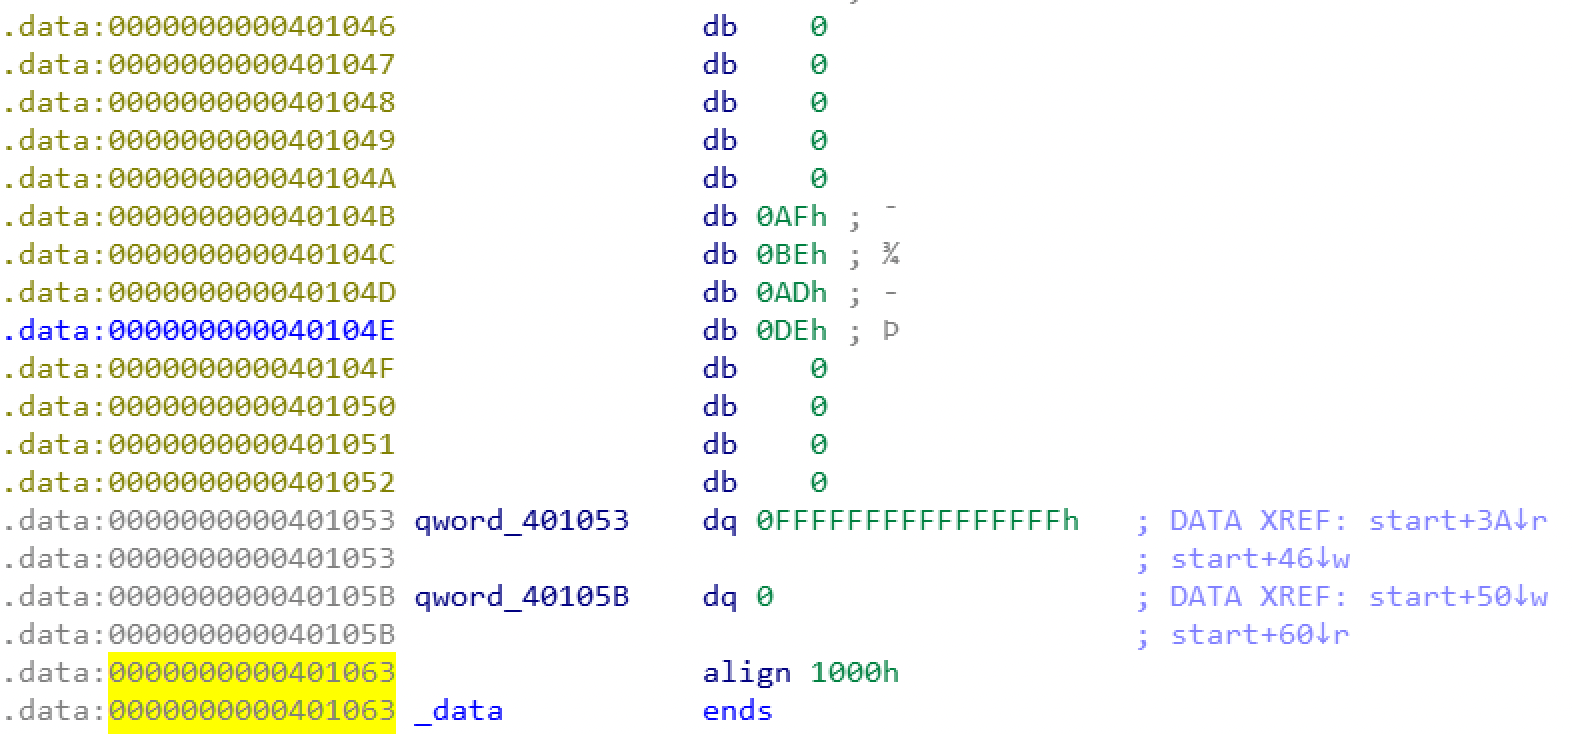 .data:0000000000401046 db 0
.data:0000000000401047 db 0
.data:0000000000401048 db 0
.data:0000000000401049 db 0
.data:000000000040104A db 0
.data:000000000040104B db 0AFh ; ¯
.data:000000000040104C db 0BEh ; ¾
.data:000000000040104D db 0ADh ; -
.data:000000000040104E db 0DEh ; Þ
.data:000000000040104F db 0
.data:0000000000401050 db 0
.data:0000000000401051 db 0
.data:0000000000401052 db 0
.data:0000000000401053 qword_401053 dq 0FFFFFFFFFFFFFFFFh ; DATA XREF: start+3A↓r
.data:0000000000401053 ; start+46↓w
.data:000000000040105B qword_40105B dq 0 ; DATA XREF: start+50↓w
.data:000000000040105B ; start+60↓r
.data:0000000000401063 align 1000h
.data:0000000000401063 _data ends